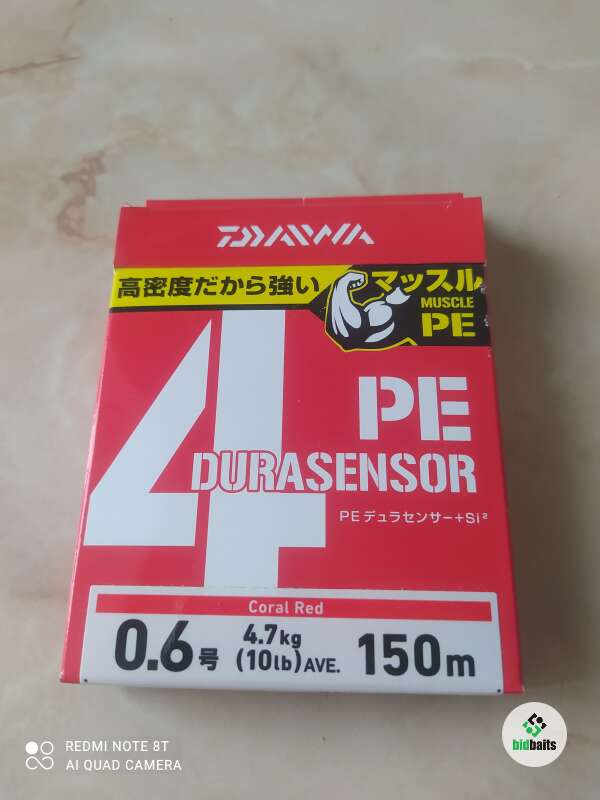 DAIWA
高密度だから強い
マッスル
MUSCLE
PE
4
PE
DURASENSOR
PEデュラセンサー+Si²
Coral Red
0.6号 4.7kg (10lb)AVE. 150m
REDMI NOTE 8T
AI QUAD CAMERA
bidbaits